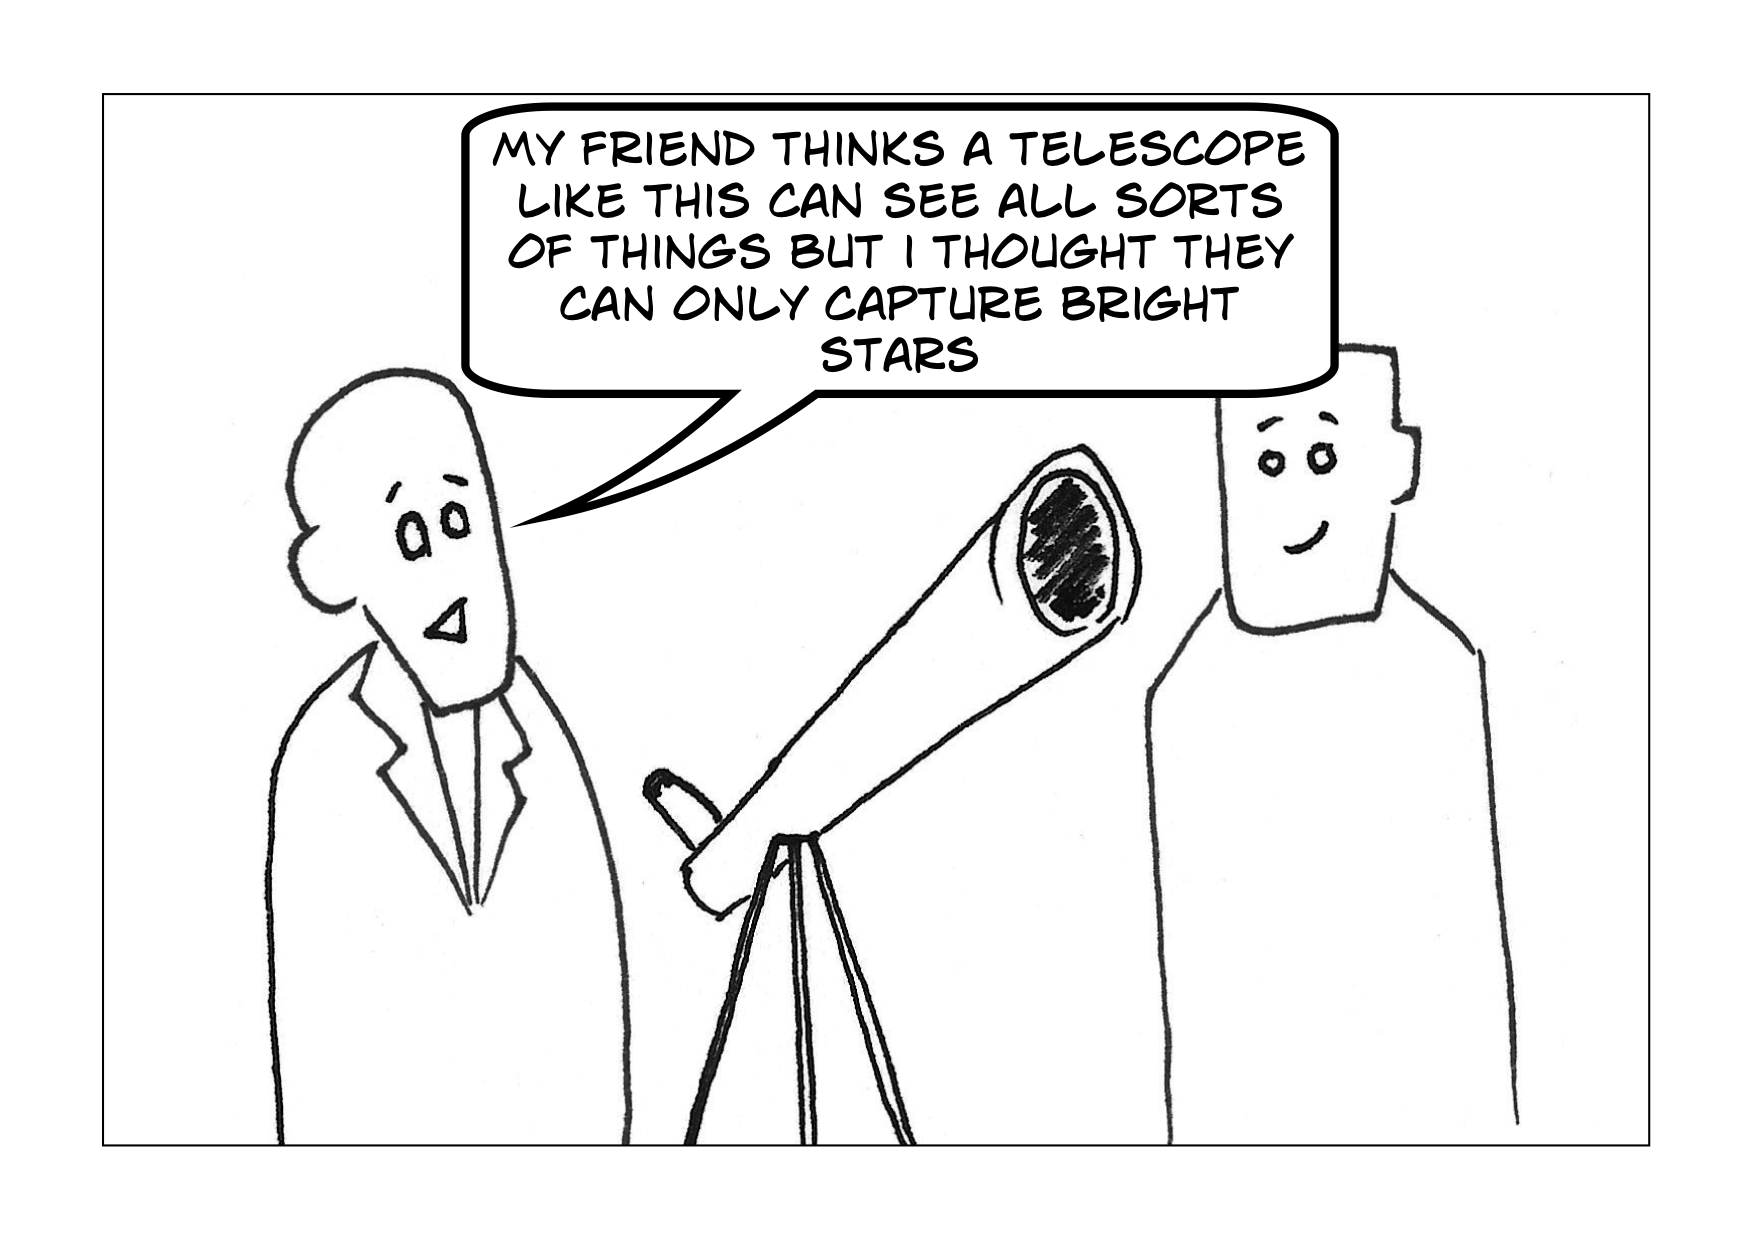 MY FRIEND THINKS A TELESCOPE
LIKE THIS CAN SEE ALL SORTS
OF THINGS BUT I THOUGHT THEY
CAN ONLY CAPTURE BRIGHT
STARS